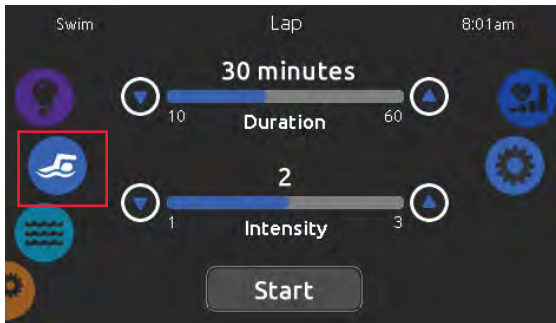 Swim Lap 8:01am
30 minutes
10 Duration 60
2
1 Intensity 3
Start